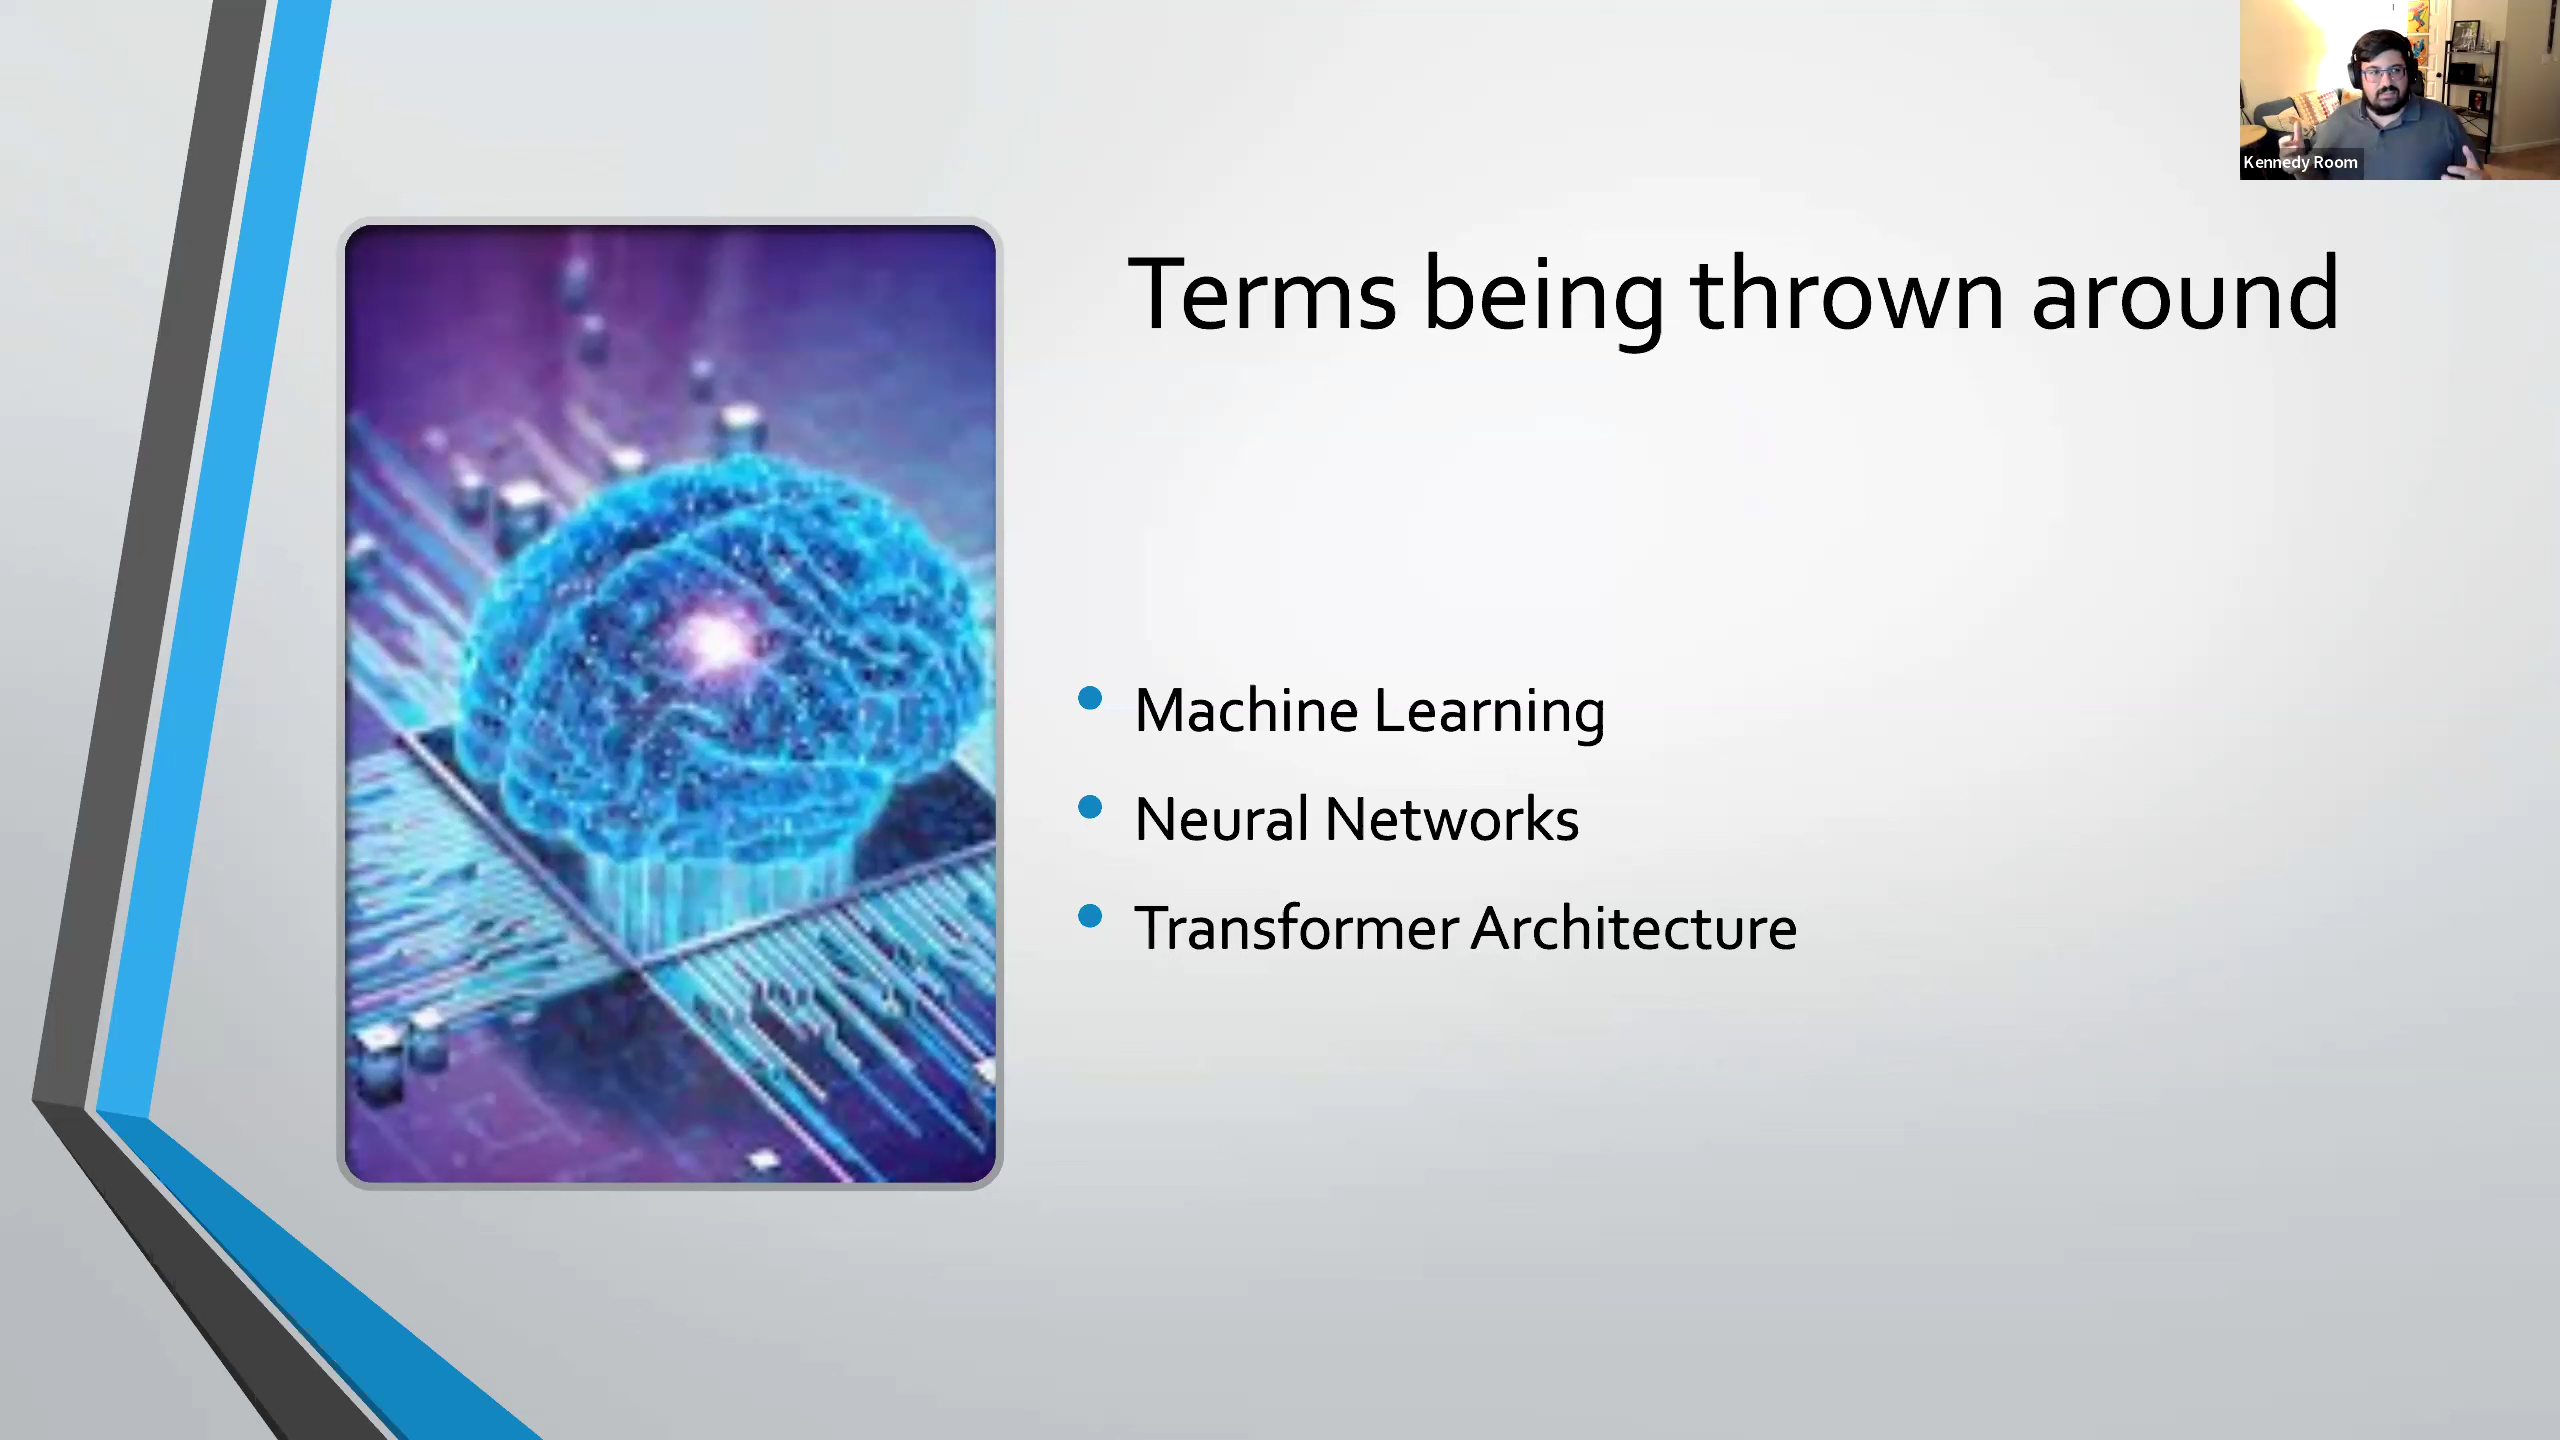 Kennedy Room
Terms being thrown around
Machine Learning
Neural Networks
Transformer Architecture